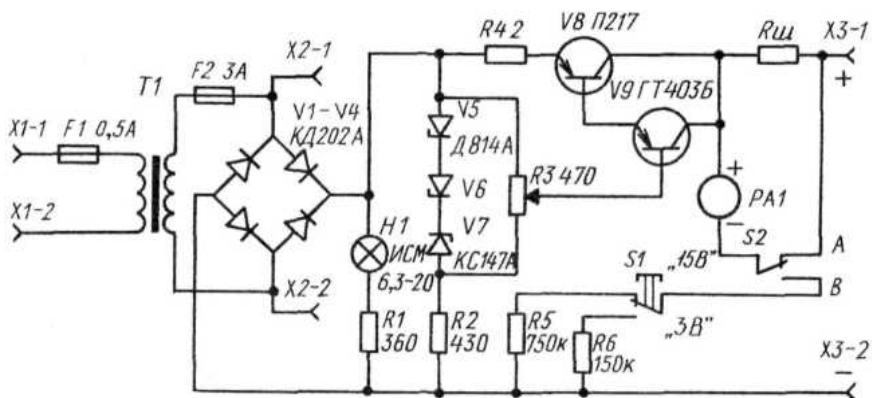 V8 П217
R4 2
Rш
X3-1
+
X2-1
F2 3A
T1
V1-V4
КД202А
V5
Д814А
V9 ГТ403Б
X1-1
F1 0,5A
R3 470
V6
+
PA1
-
X1-2
H1
ИСМ
6,3-20
V7
КС147А
S2
A
S1
„15В"
B
X2-2
„3В"
R1
360
R2
430
R5
750к
R6
150к
X3-2
-